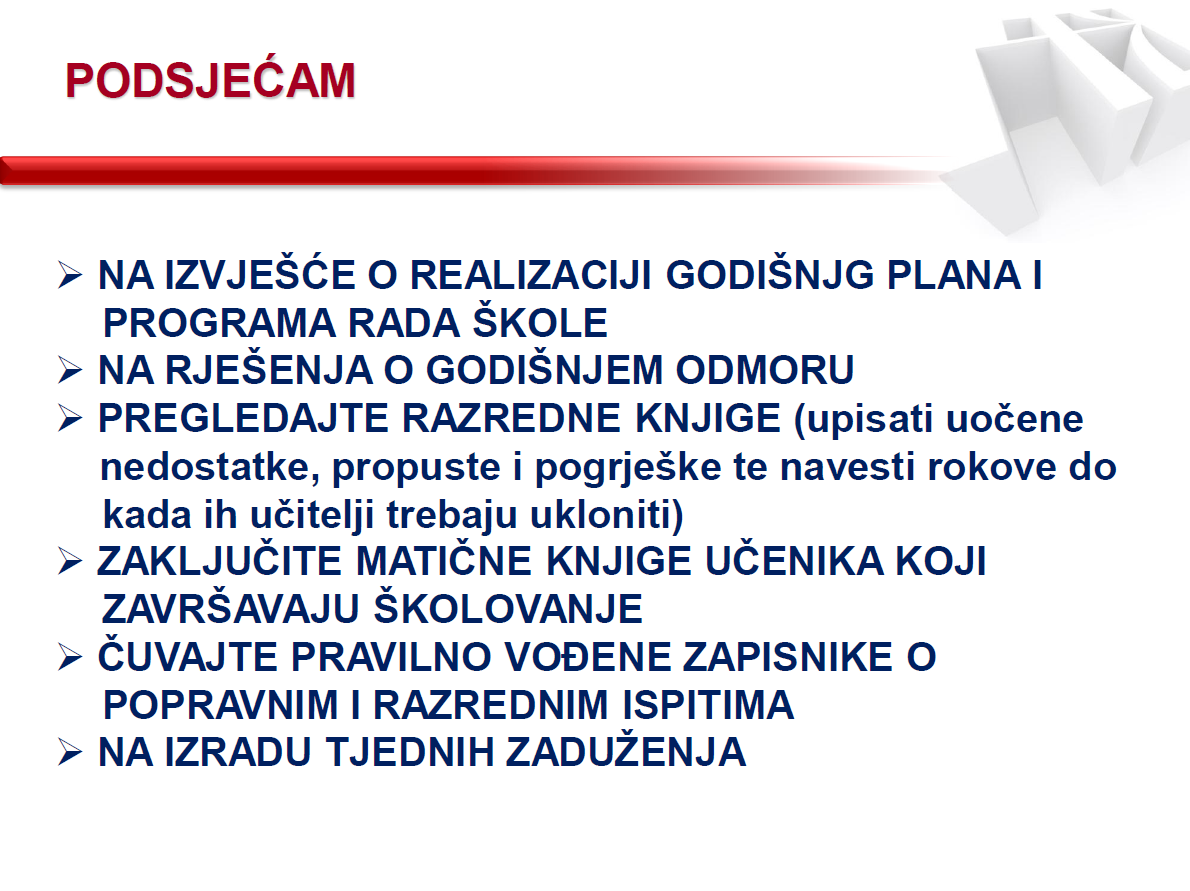 PODSJEĆAM
➢ NA IZVJEŠĆE O REALIZACIJI GODIŠNJG PLANA I
PROGRAMA RADA ŠKOLE
➢ NA RJEŠENJA O GODIŠNJEM ODMORU
➢ PREGLEDAJTE RAZREDNE KNJIGE (upisati uočene
nedostatke, propuste i pogrješke te navesti rokove do
kada ih učitelji trebaju ukloniti)
➢ ZAKLJUČITE MATIČNE KNJIGE UČENIKA KOJI
ZAVRŠAVAJU ŠKOLOVANJE
➢ ČUVAJTE PRAVILNO VOĐENE ZAPISNIKE O
POPRAVNIM I RAZREDNIM ISPITIMA
➢ NA IZRADU TJEDNIH ZADUŽENJA